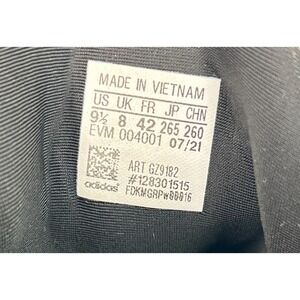 MADE IN VIETNAM
US UK FR JP CHN
9½ 8 42 265 260
EVM 004001 07/21
ART GZ9182
#128301515
adidas FDKMGRPW00016